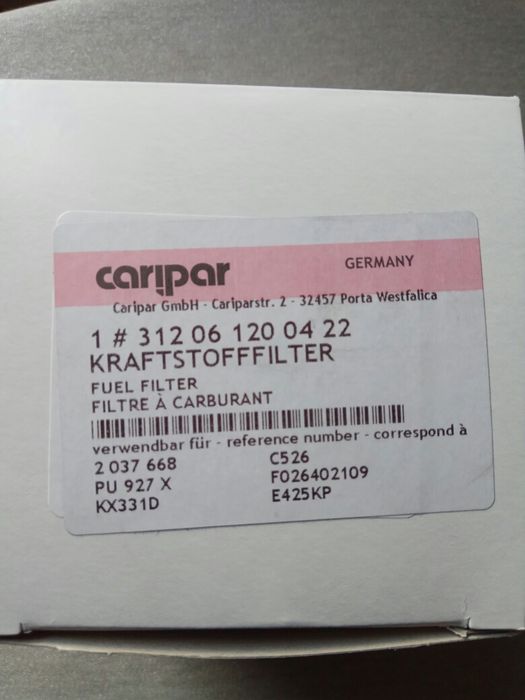 caripar
GERMANY
Caripar GmbH - Cariparstr. 2 - 32457 Porta Westfalica
1 # 312 06 120 04 22
KRAFTSTOFFFILTER
FUEL FILTER
FILTRE À CARBURANT
verwendbar für - reference number - correspond à
2 037 668 C526
PU 927 X F026402109
KX331D E425KP